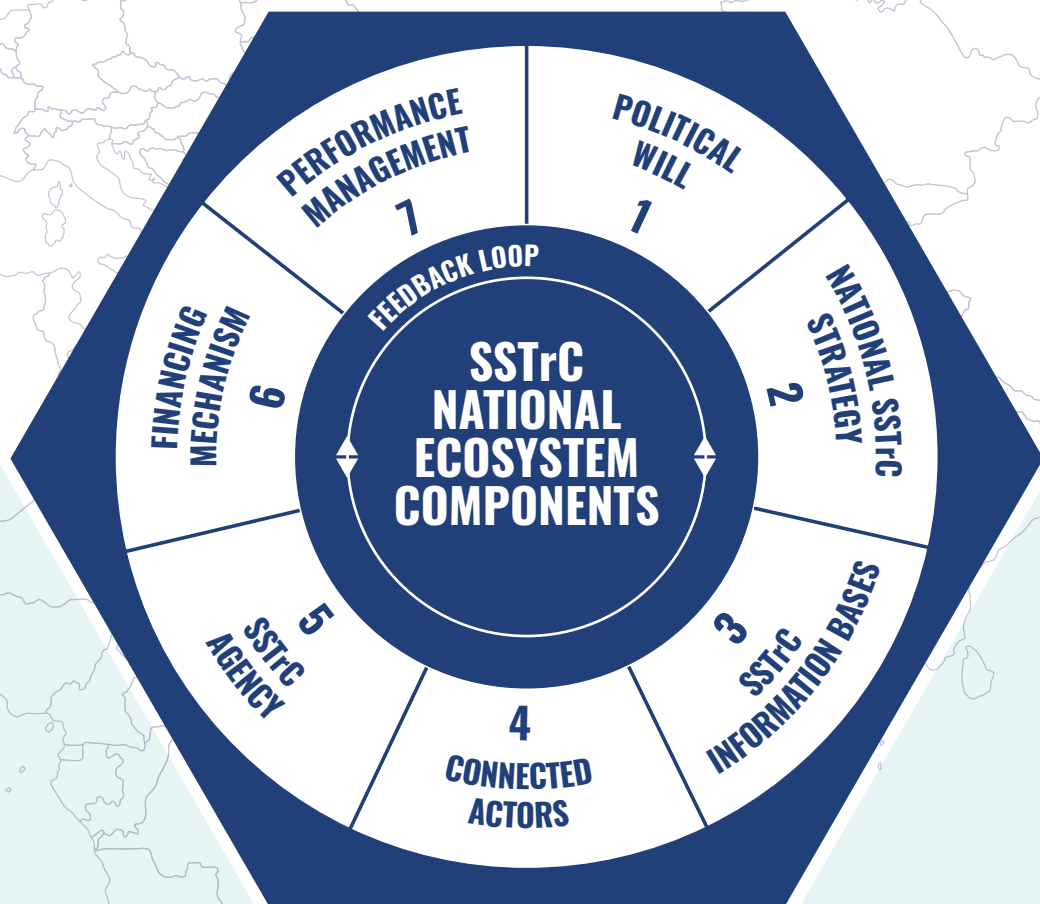 SSTrC
NATIONAL
ECOSYSTEM
COMPONENTS
FEEDBACK LOOP
POLITICAL
WILL
1
NATIONAL SSTrC
STRATEGY
2
3
SSTrC
INFORMATION BASES
4
CONNECTED
ACTORS
5
SSTrC
AGENCY
FINANCING
MECHANISM
6
PERFORMANCE
MANAGEMENT
7